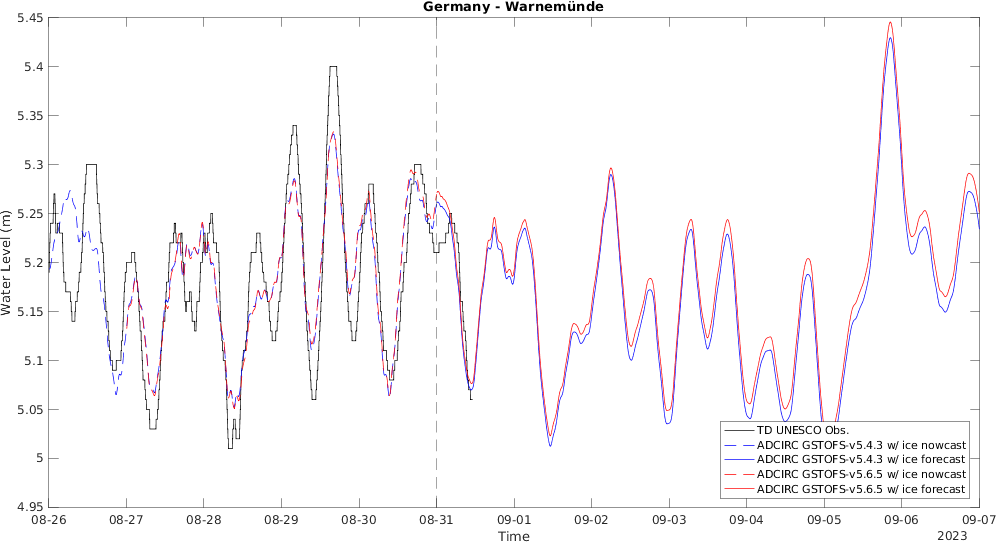 Germany - Warnemünde
5.45
5.4
5.35
5.3
5.25
5.2
5.15
5.1
5.05
5
4.95
Water Level (m)
08-26 08-27 08-28 08-29 08-30 08-31 09-01 09-02 09-03 09-04 09-05 09-06 09-07
Time
2023
TD UNESCO Obs.
ADCIRC GSTOFS-v5.4.3 w/ ice nowcast
ADCIRC GSTOFS-v5.4.3 w/ ice forecast
ADCIRC GSTOFS-v5.6.5 w/ ice nowcast
ADCIRC GSTOFS-v5.6.5 w/ ice forecast